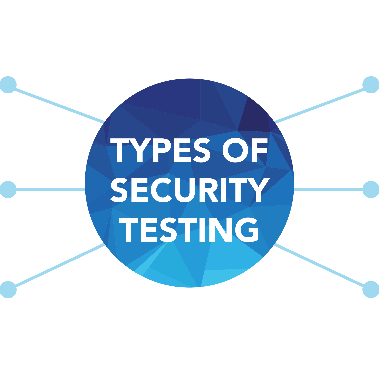 TYPES OF
SECURITY
TESTING